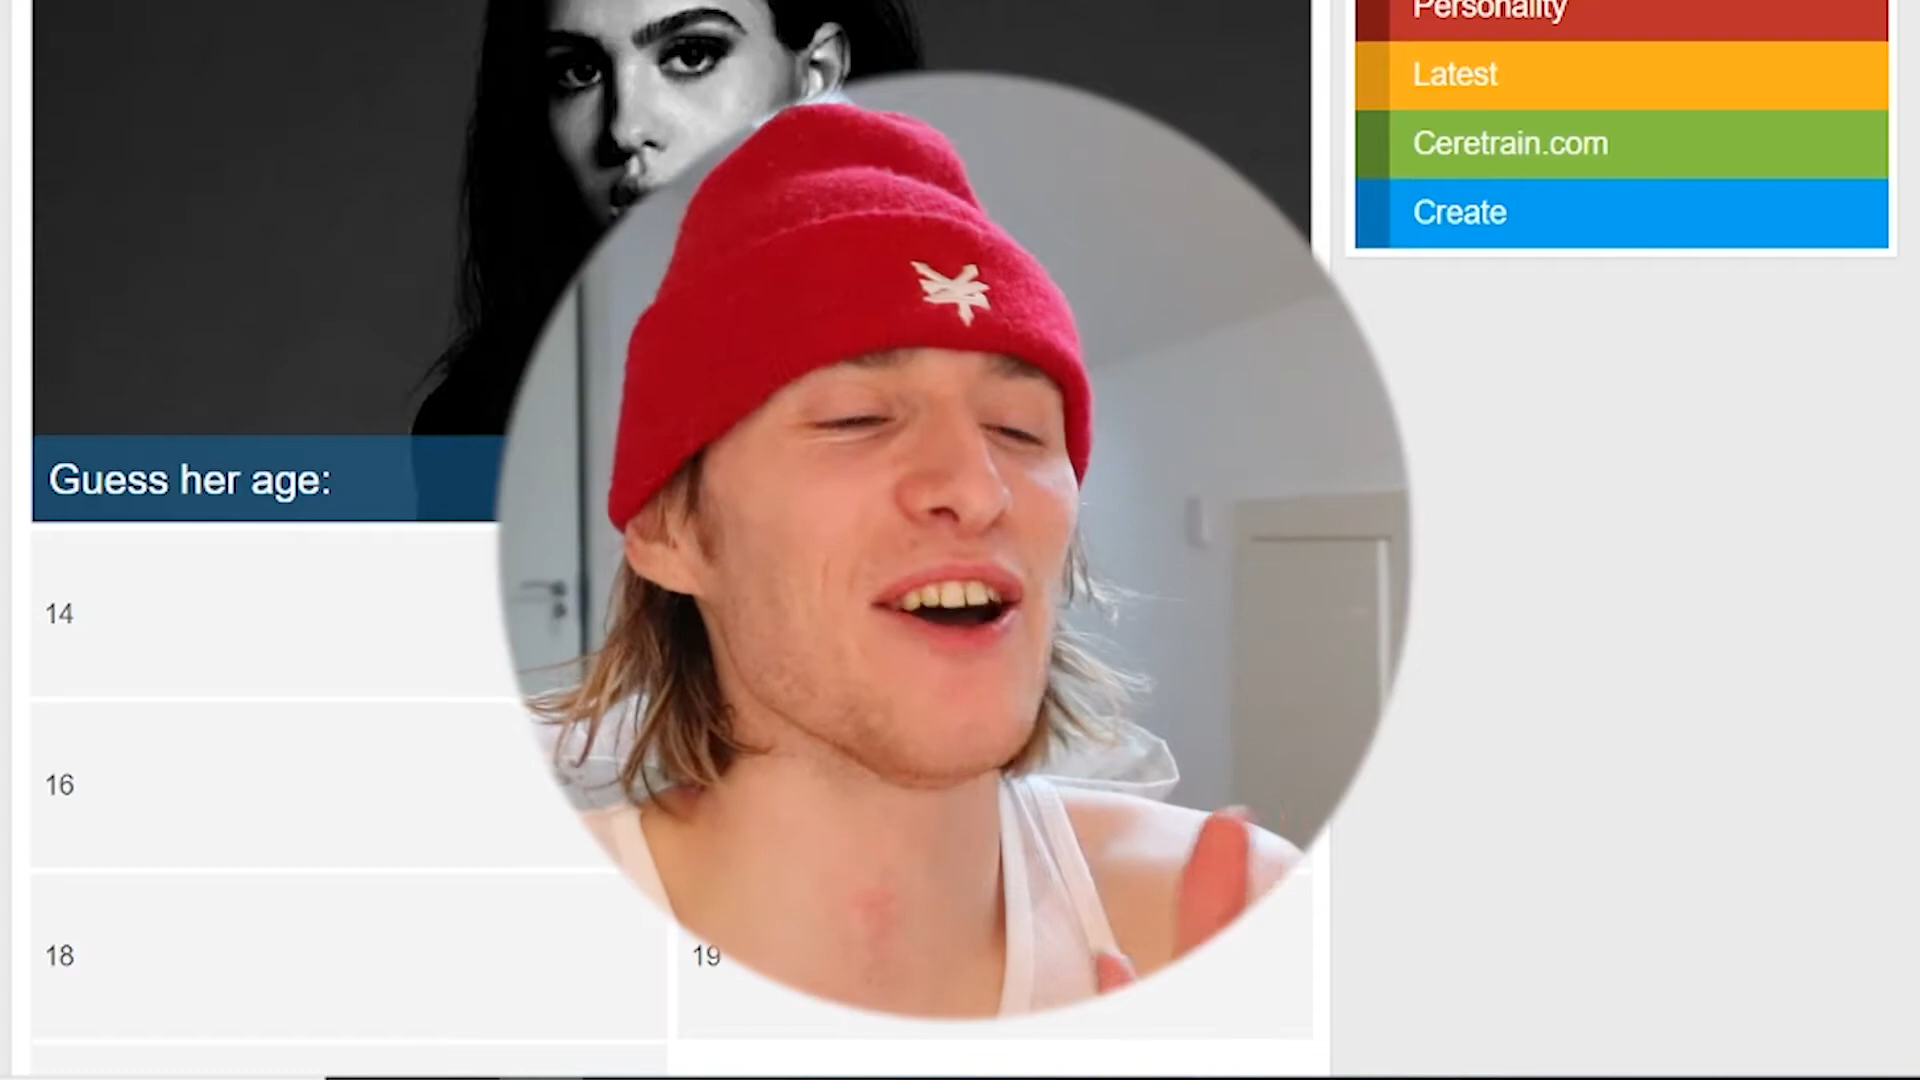 Personality
Latest
Ceretrain.com
Create
Guess her age:
14
16
18
19